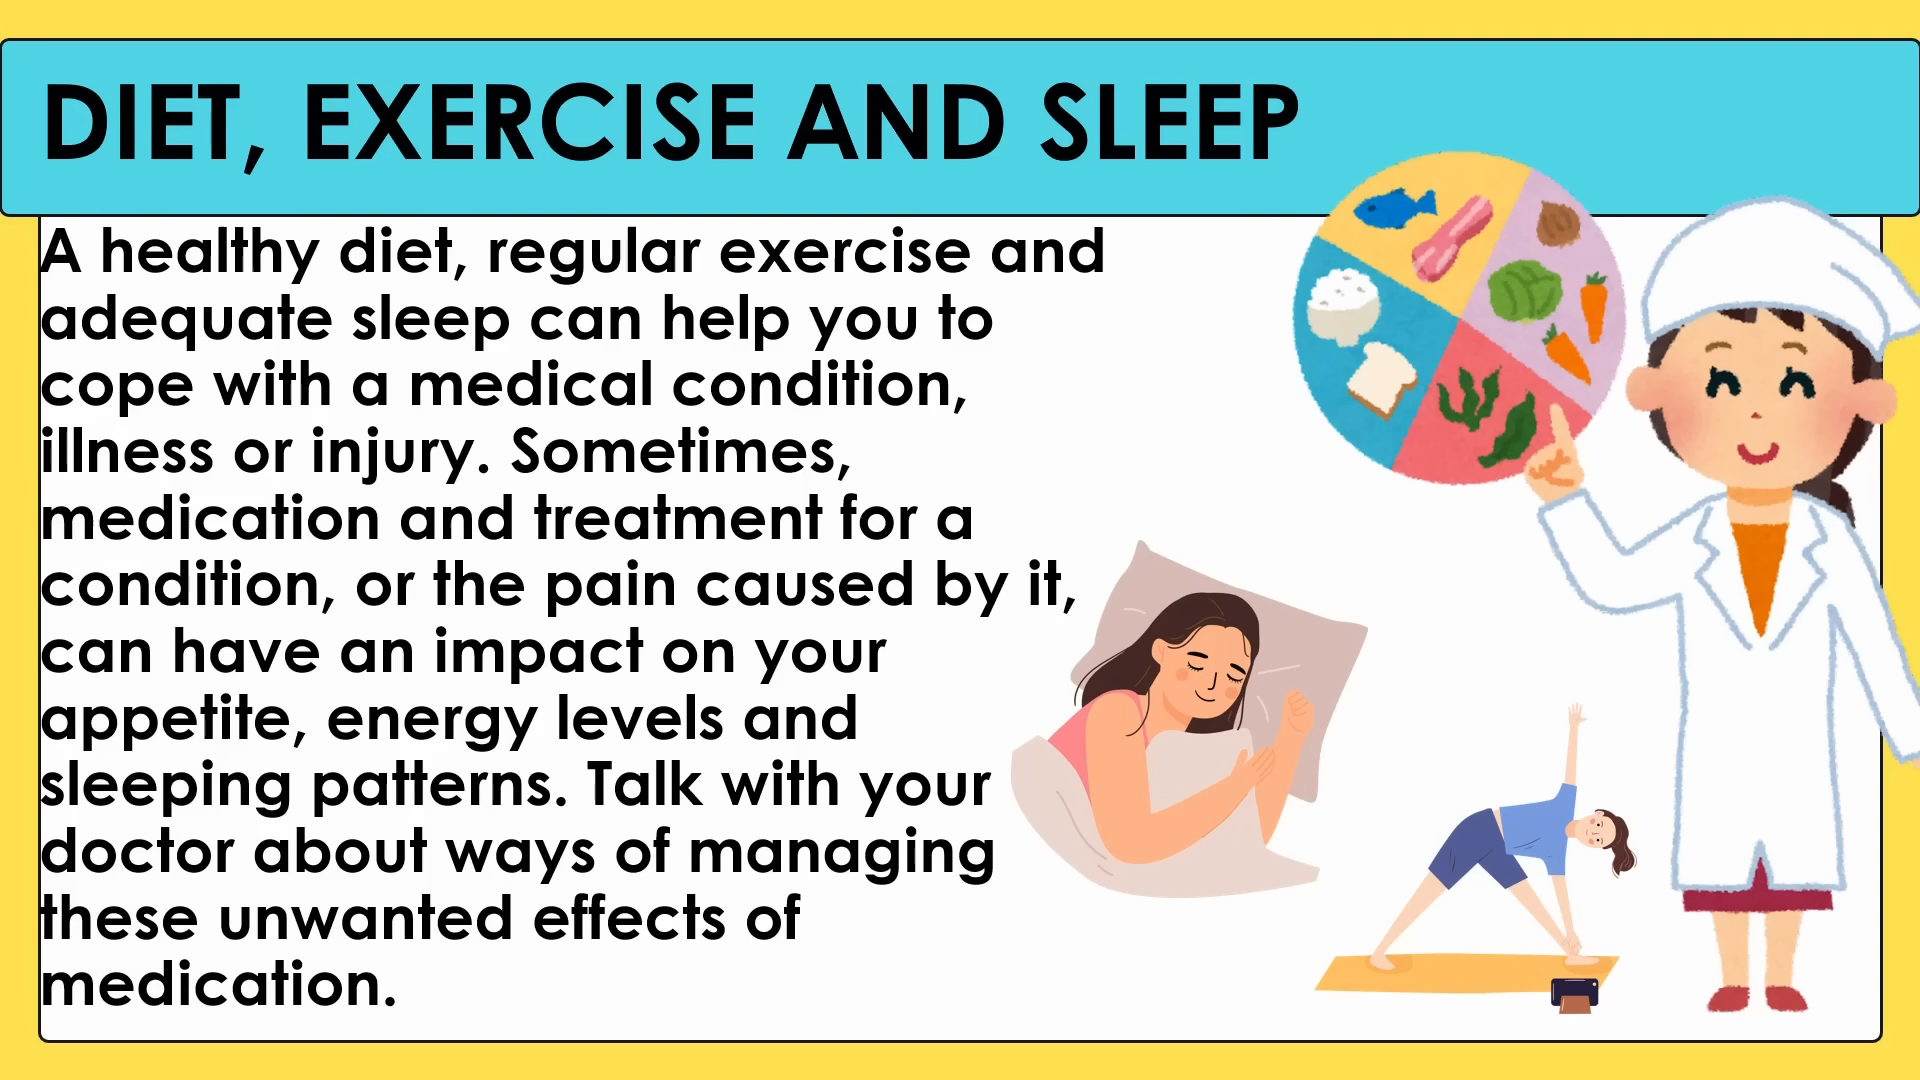 DIET, EXERCISE AND SLEEP
A healthy diet, regular exercise and
adequate sleep can help you to
cope with a medical condition,
illness or injury. Sometimes,
medication and treatment for a
condition, or the pain caused by it,
can have an impact on your
appetite, energy levels and
sleeping patterns. Talk with your
doctor about ways of managing
these unwanted effects of
medication.